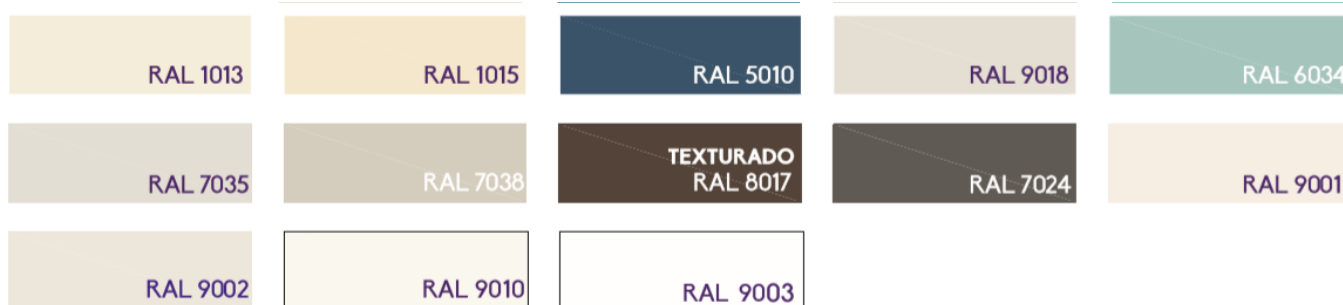 RAL 1013
RAL 1015
RAL 5010
RAL 9018
RAL 6034
RAL 7035
RAL 7038
TEXTURADO
RAL 8017
RAL 7024
RAL 9001
RAL 9002
RAL 9010
RAL 9003